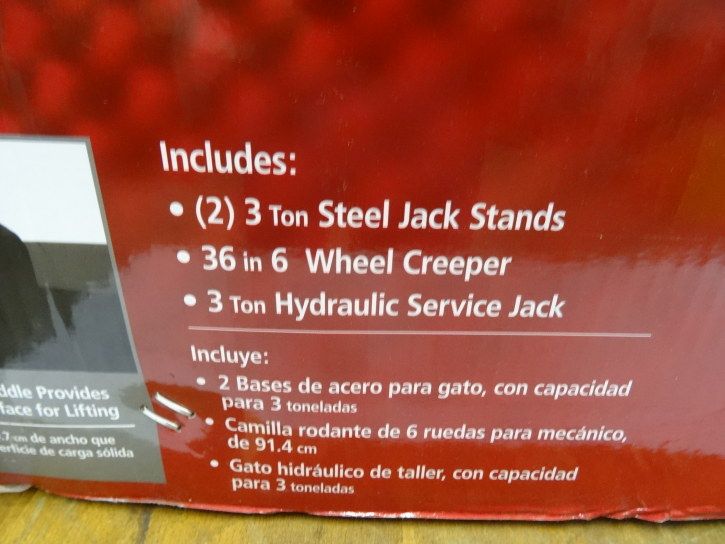 Includes:
• (2) 3 Ton Steel Jack Stands
• 36 in 6 Wheel Creeper
• 3 Ton Hydraulic Service Jack
Incluye:
• 2 Bases de acero para gato, con capacidad
para 3 toneladas
• Camilla rodante de 6 ruedas para mecánico,
de 91.4 cm
• Gato hidráulico de taller, con capacidad
para 3 toneladas
Provides
for Lifting
cm de ancho que
de carga sólida